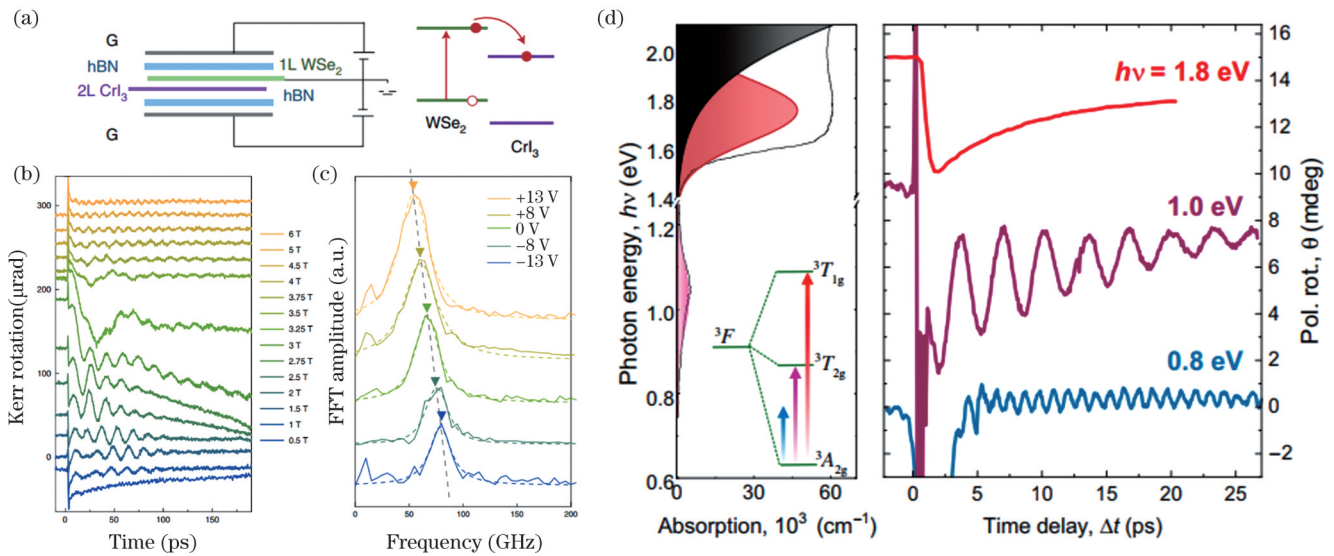 (a)
G
hBN
1L WSe2
2L CrI3
hBN
G
WSe2
CrI3
(b)
Kerr rotation(μrad)
300
200
100
0
0
50
100
150
Time (ps)
6 T
5 T
4.5 T
4 T
3.75 T
3.5 T
3.25 T
3 T
2.75 T
2.5 T
2 T
1.5 T
1 T
0.5 T
(c)
FFT amplitude (a.u.)
+13 V
+8 V
0 V
−8 V
−13 V
0
50
100
150
200
Frequency (GHz)
(d)
Photon energy, hν (eV)
2.0
1.8
1.6
1.4
1.2
1.0
0.8
0.6
0
30
60
Absorption, 10³ (cm⁻¹)
³F
³T1g
³T2g
³A2g
hν = 1.8 eV
1.0 eV
0.8 eV
0
5
10
15
20
25
Time delay, Δt (ps)
16
14
12
10
8
6
4
2
0
−2
Pol. rot., θ (mdeg)